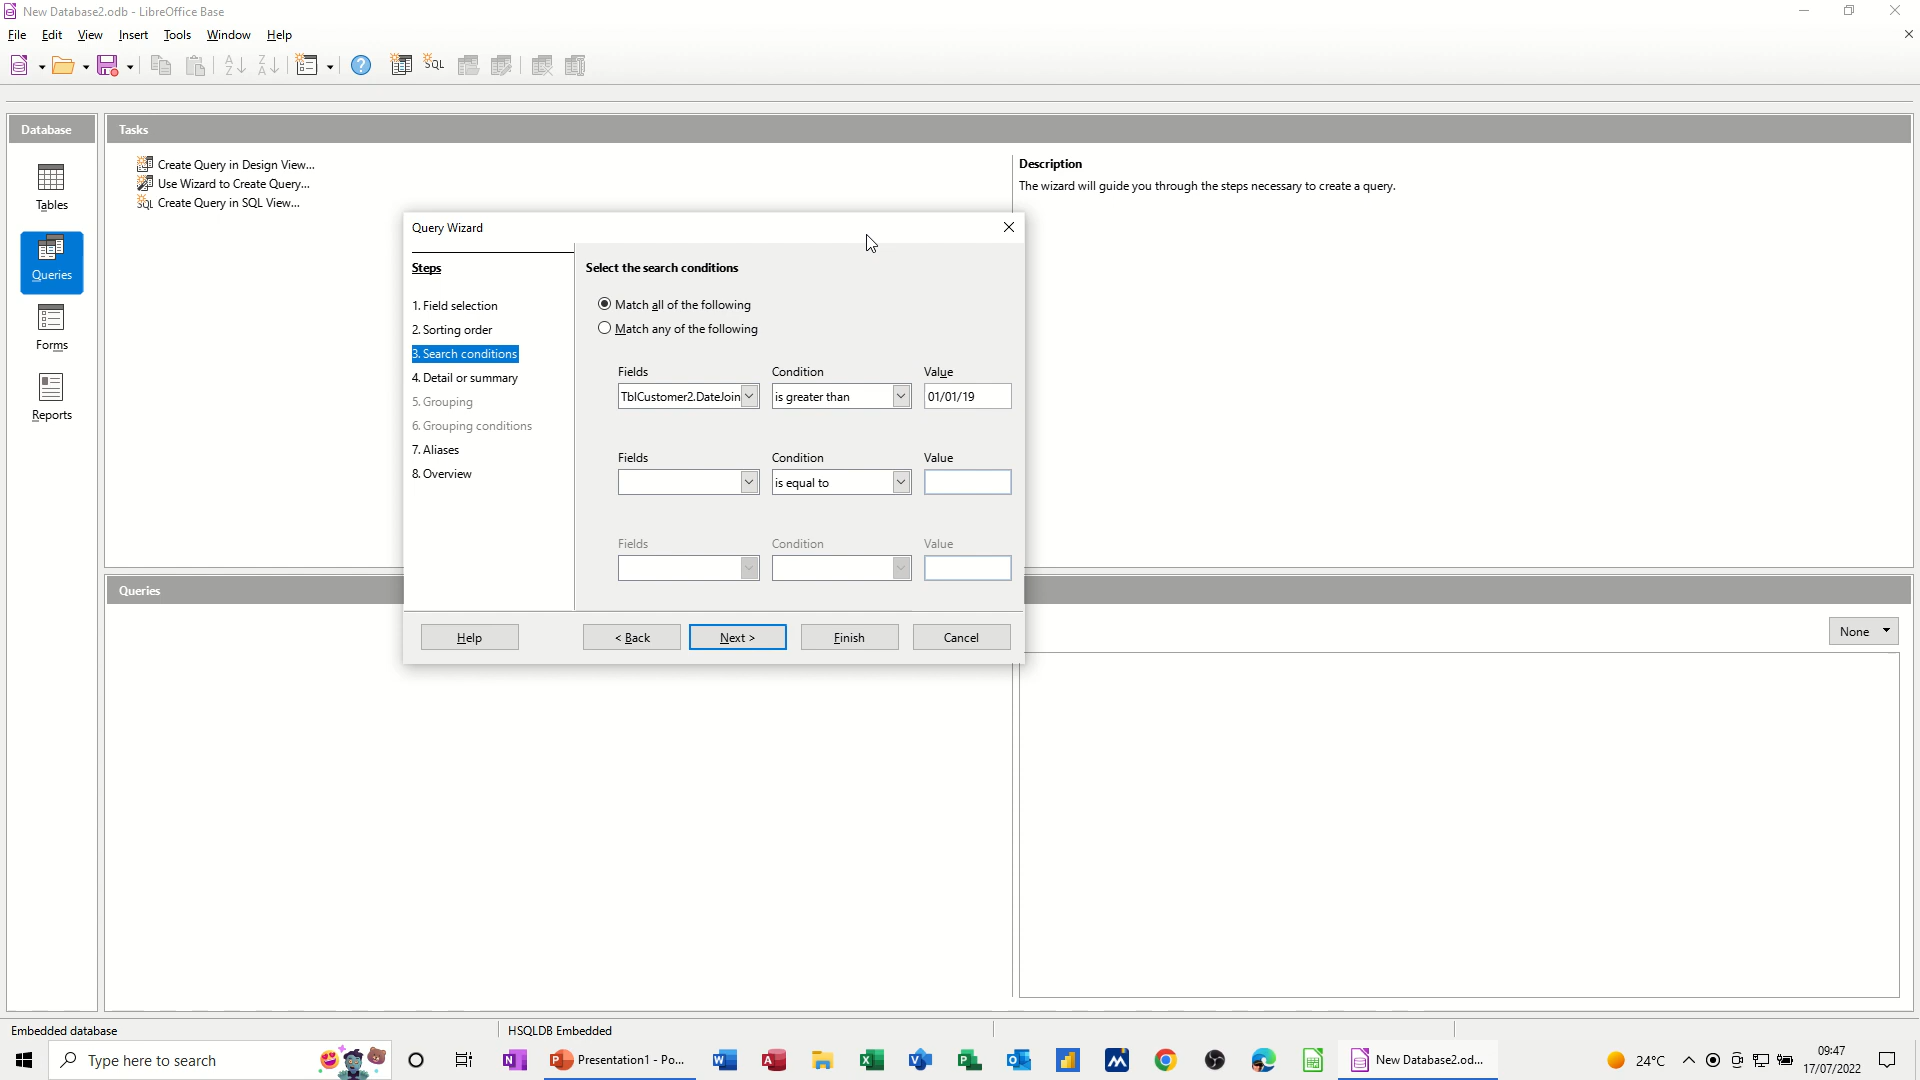 New Database2.odb - LibreOffice Base
File Edit View Insert Tools Window Help
SQL
Database
Tables
Queries
Forms
Reports
Tasks
Create Query in Design View...
Use Wizard to Create Query...
SQL Create Query in SQL View...
Description
The wizard will guide you through the steps necessary to create a query.
Query Wizard
Steps
1. Field selection
2. Sorting order
3. Search conditions
4. Detail or summary
5. Grouping
6. Grouping conditions
7. Aliases
8. Overview
Select the search conditions
Match all of the following
Match any of the following
Fields Condition Value
TblCustomer2.DateJoin is greater than 01/01/19
Fields Condition Value
is equal to
Fields Condition Value
Help < Back Next > Finish Cancel
Queries
None
Embedded database HSQLDB Embedded
Type here to search
Presentation1 - Po...
New Database2.od...
24°C
09:47
17/07/2022